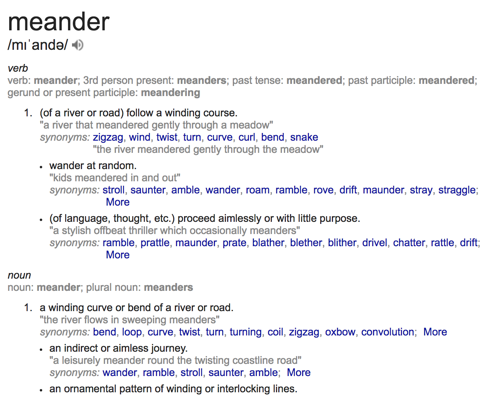 meander
/mɪˈandə/
verb
verb: meander; 3rd person present: meanders; past tense: meandered; past participle: meandered;
gerund or present participle: meandering
1. (of a river or road) follow a winding course.
"a river that meandered gently through a meadow"
synonyms: zigzag, wind, twist, turn, curve, curl, bend, snake
"the river meandered gently through the meadow"
• wander at random.
"kids meandered in and out"
synonyms: stroll, saunter, amble, wander, roam, ramble, rove, drift, maunder, stray, straggle;
More
• (of language, thought, etc.) proceed aimlessly or with little purpose.
"a stylish offbeat thriller which occasionally meanders"
synonyms: ramble, prattle, maunder, prate, blather, blether, blither, drivel, chatter, rattle, drift;
More
noun
noun: meander; plural noun: meanders
1. a winding curve or bend of a river or road.
"the river flows in sweeping meanders"
synonyms: bend, loop, curve, twist, turn, turning, coil, zigzag, oxbow, convolution; More
• an indirect or aimless journey.
"a leisurely meander round the twisting coastline road"
synonyms: wander, ramble, stroll, saunter, amble; More
• an ornamental pattern of winding or interlocking lines.